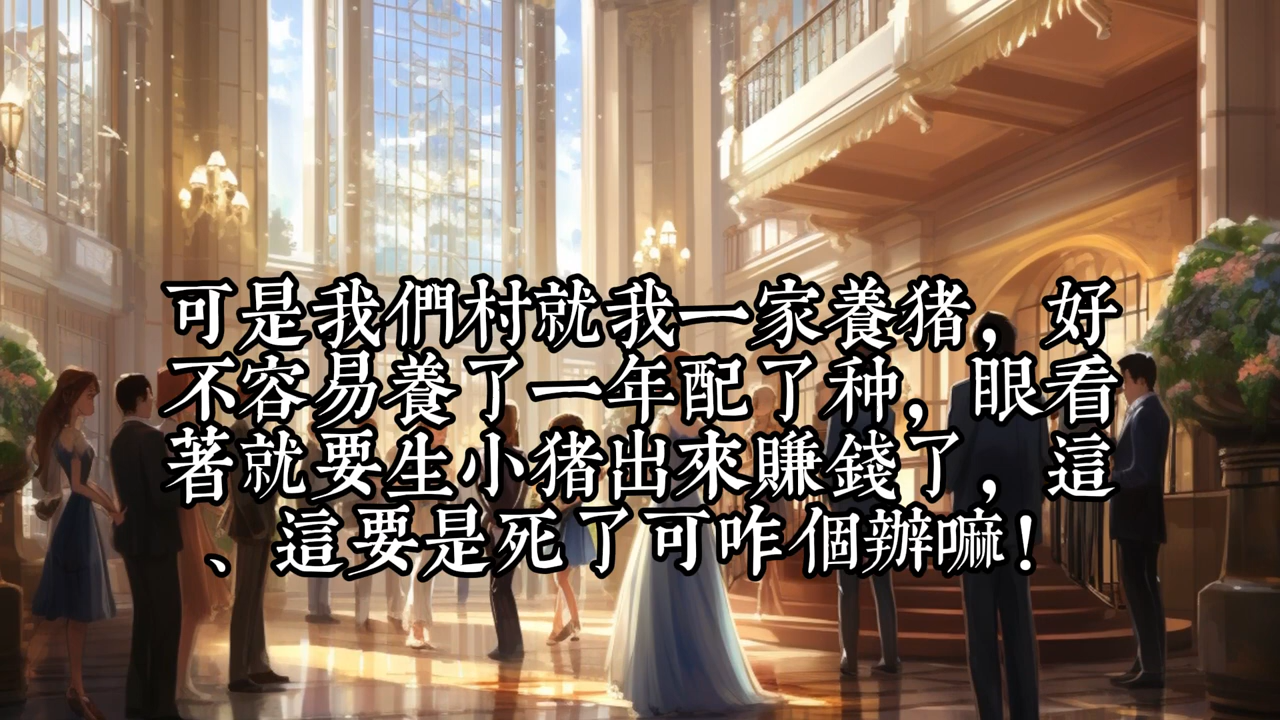 可是我們村就我一家養猪，好
不容易養了一年配了种，眼看
著就要生小猪出來賺錢了，這
、這要是死了可咋個辦嘛！